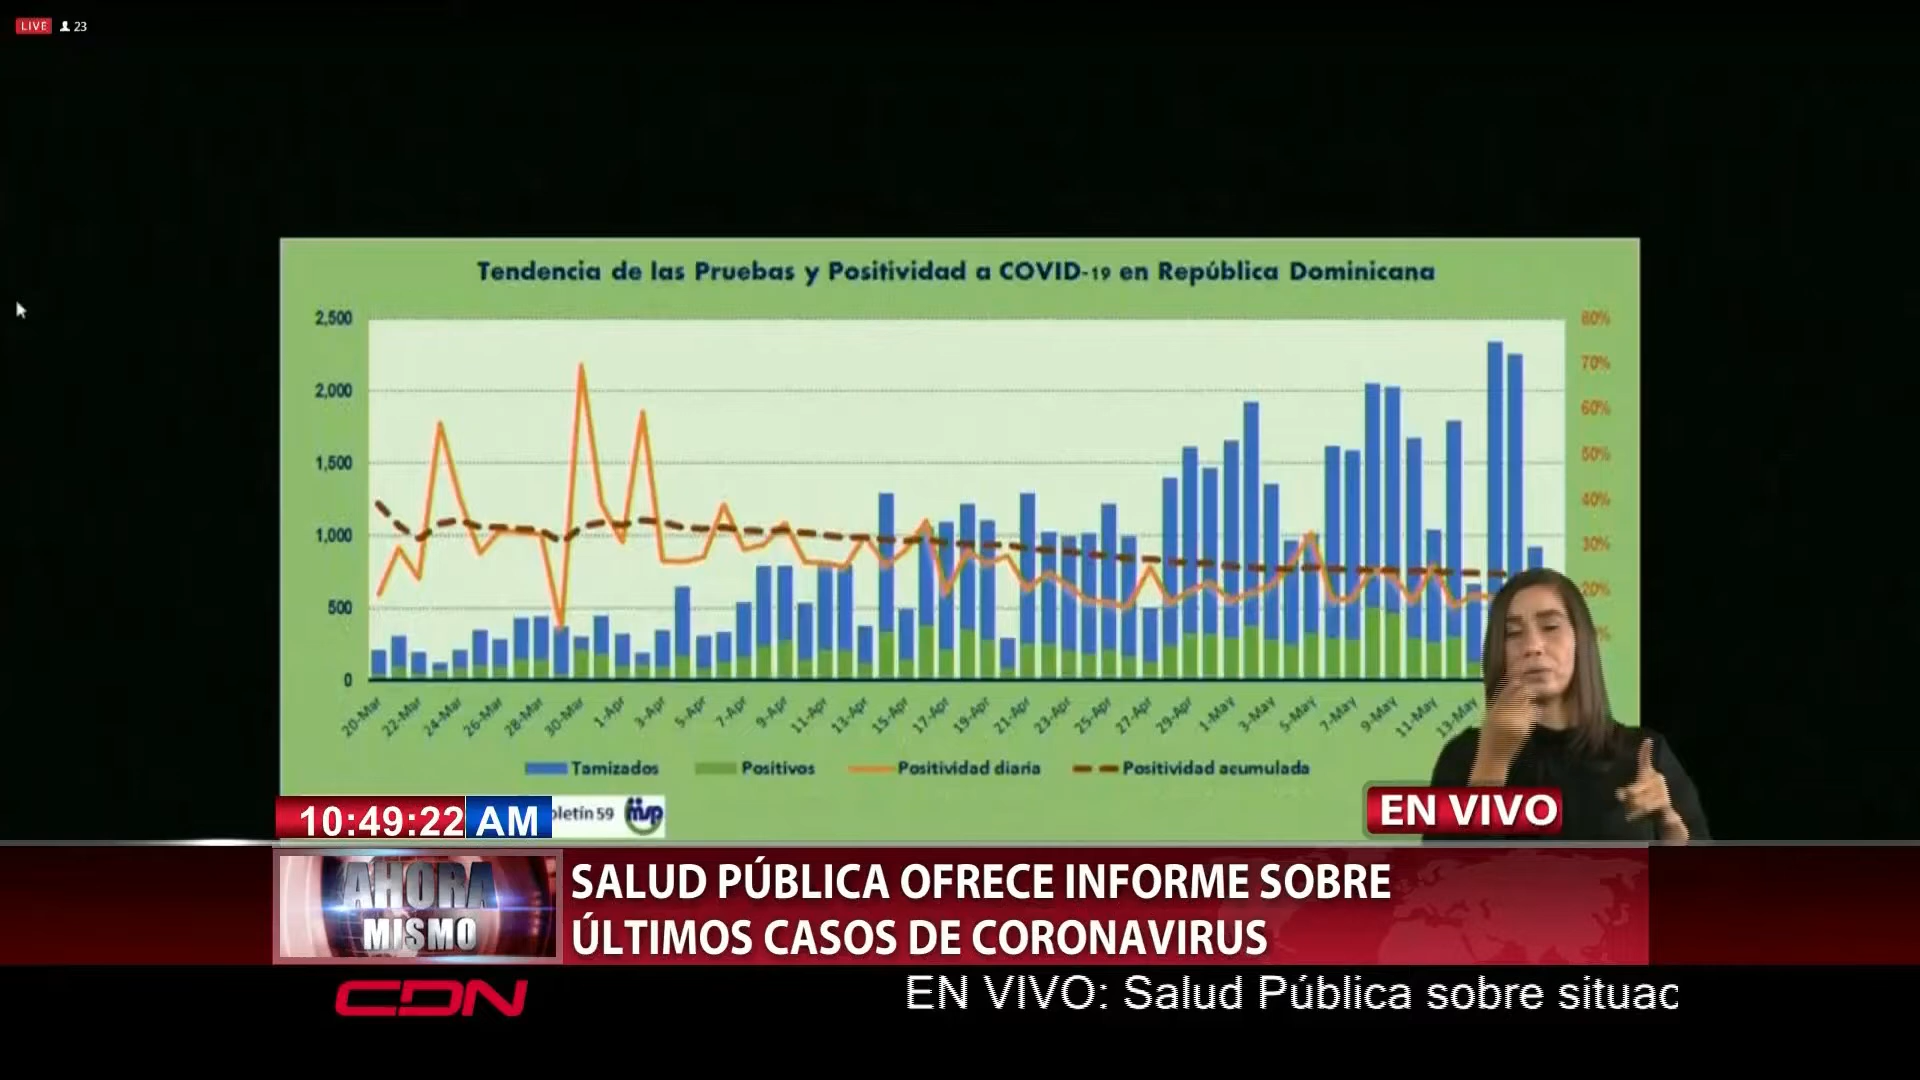 LIVE 23
Tendencia de las Pruebas y Positividad a COVID-19 en República Dominicana
2,500
2,000
1,500
1,000
500
0
80%
70%
60%
50%
40%
30%
20%
20-Mar 22-Mar 24-Mar 26-Mar 28-Mar 30-Mar 1-Apr 3-Apr 5-Apr 7-Apr 9-Apr 11-Apr 13-Apr 15-Apr 17-Apr 19-Apr 21-Apr 23-Apr 25-Apr 27-Apr 29-Apr 1-May 3-May 5-May 7-May 9-May 11-May 13-May
Tamizados Positivos Positividad diaria Positividad acumulada
10:49:22 AM
oletín 59 msp
EN VIVO
AHORA
MISMO
SALUD PÚBLICA OFRECE INFORME SOBRE
ÚLTIMOS CASOS DE CORONAVIRUS
CDN
EN VIVO: Salud Pública sobre situac